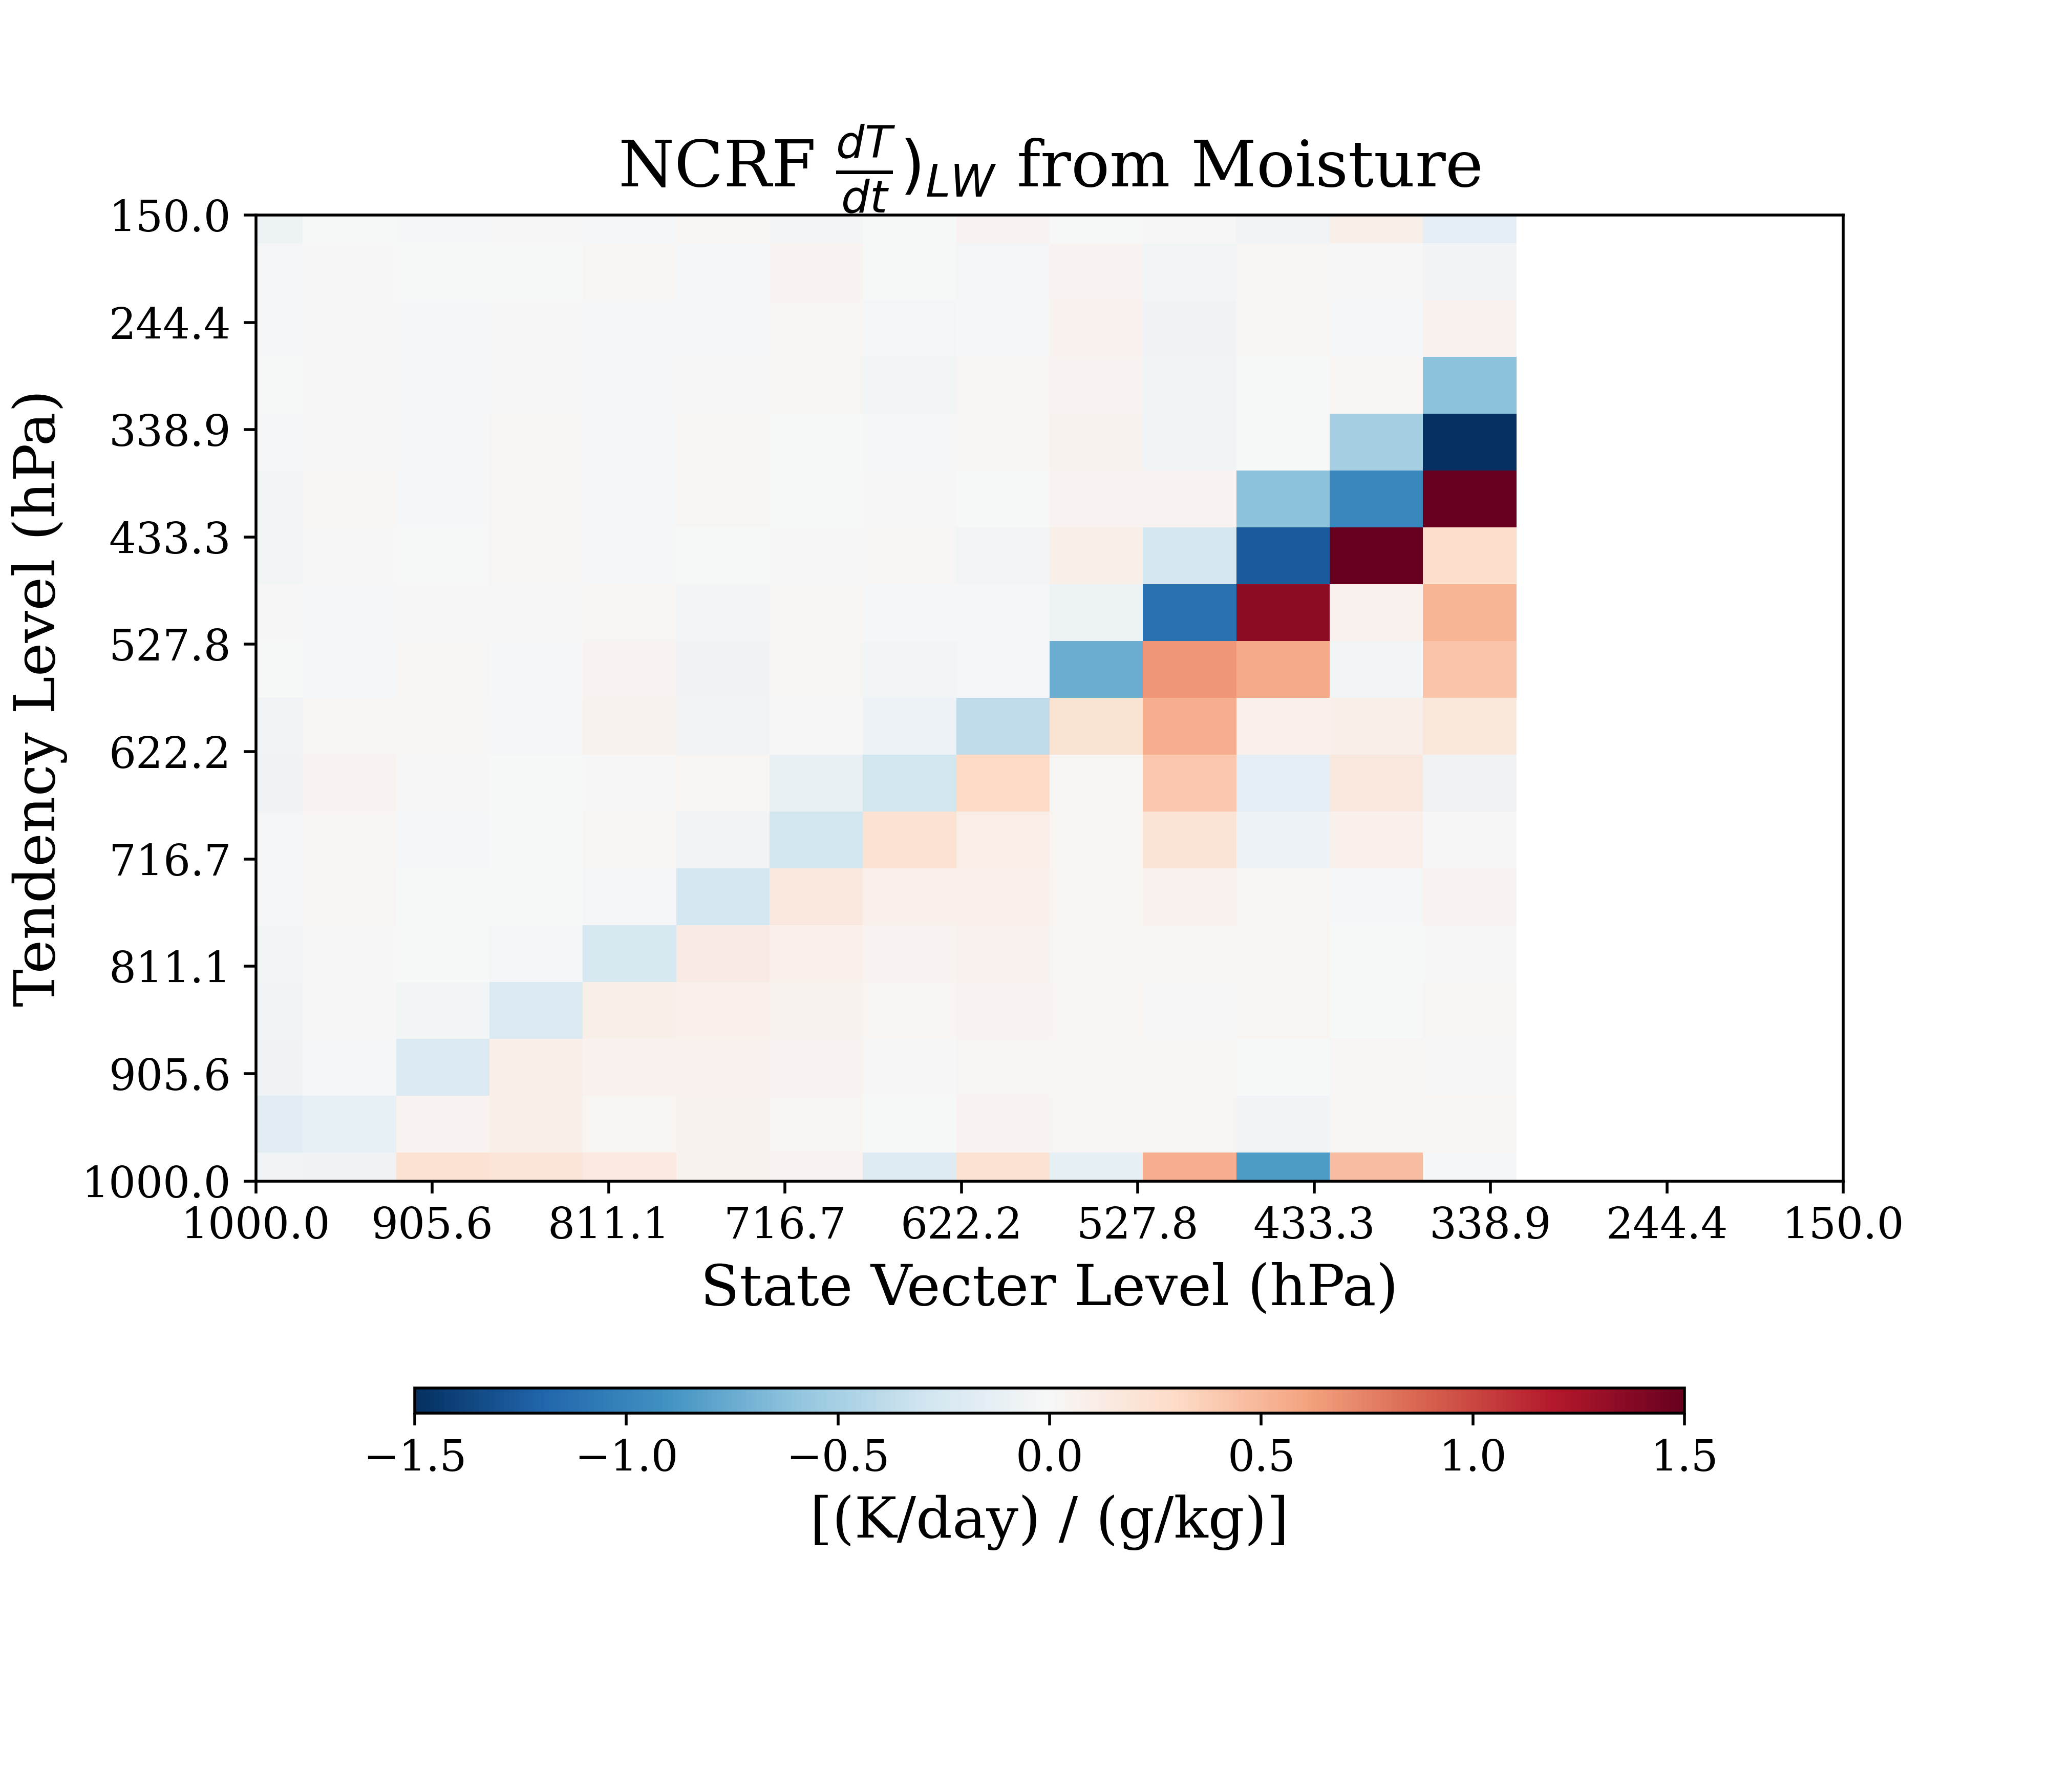 NCRF dT/dt)LW from Moisture
Tendency Level (hPa)
150.0
244.4
338.9
433.3
527.8
622.2
716.7
811.1
905.6
1000.0
1000.0 905.6 811.1 716.7 622.2 527.8 433.3 338.9 244.4 150.0
State Vecter Level (hPa)
−1.5 −1.0 −0.5 0.0 0.5 1.0 1.5
[(K/day) / (g/kg)]